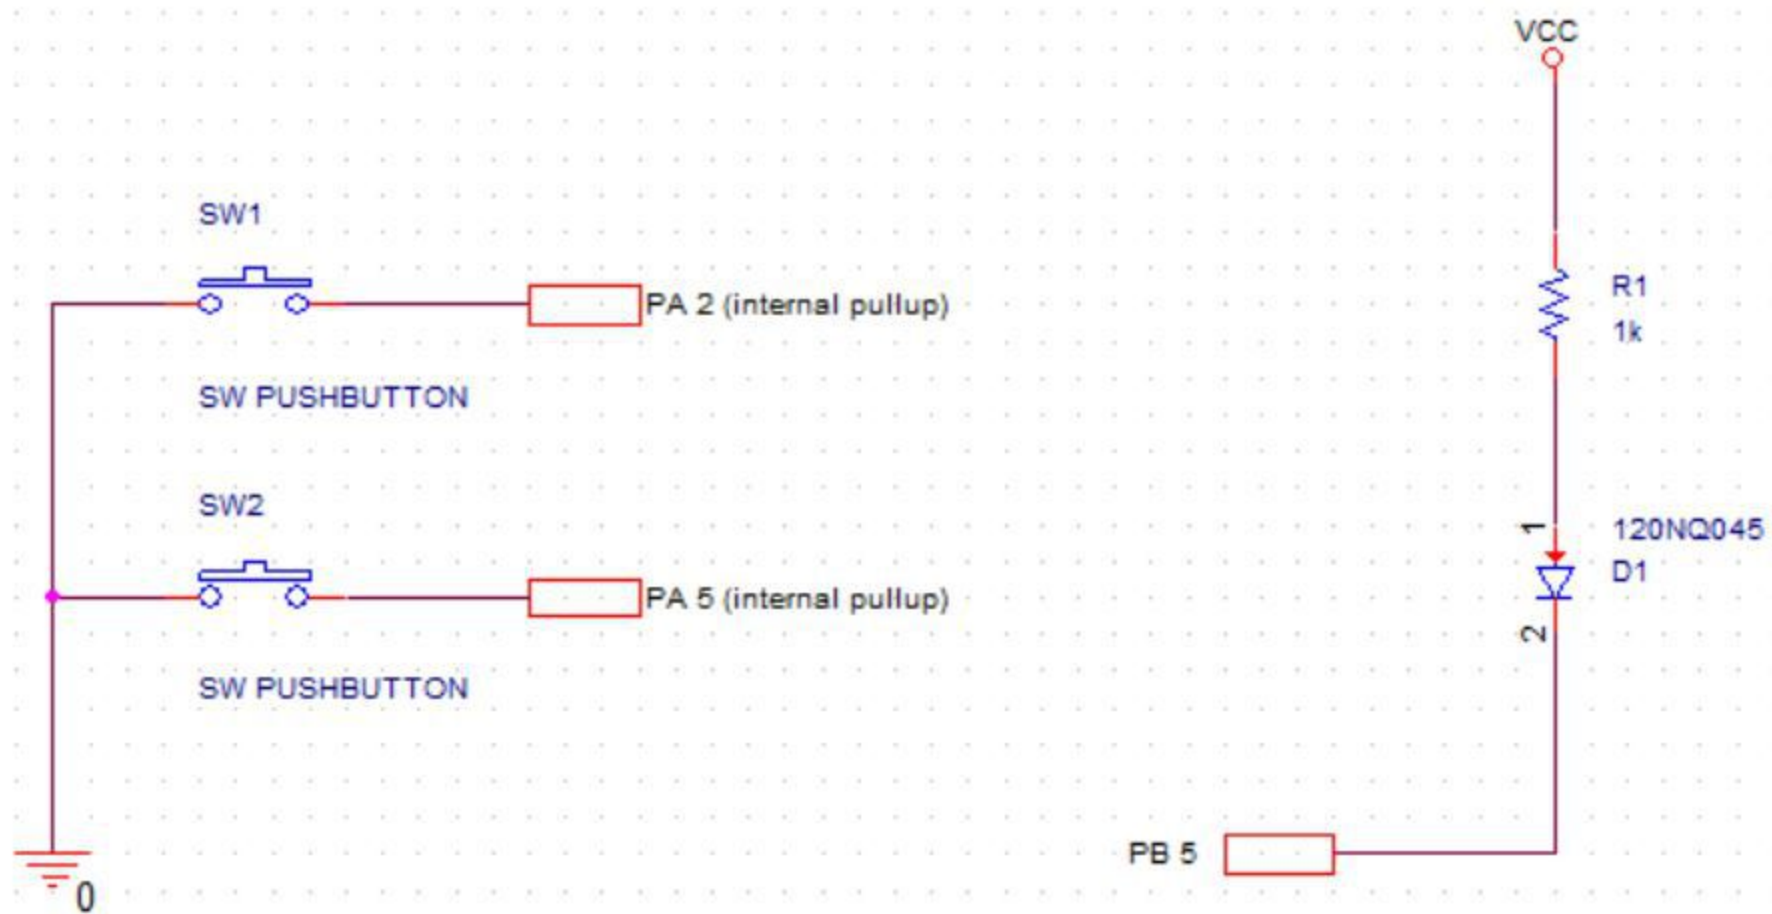 VCC
SW1
PA 2 (internal pullup)
R1
1k
SW PUSHBUTTON
SW2
1
120NQ045
D1
PA 5 (internal pullup)
2
SW PUSHBUTTON
PB 5
0